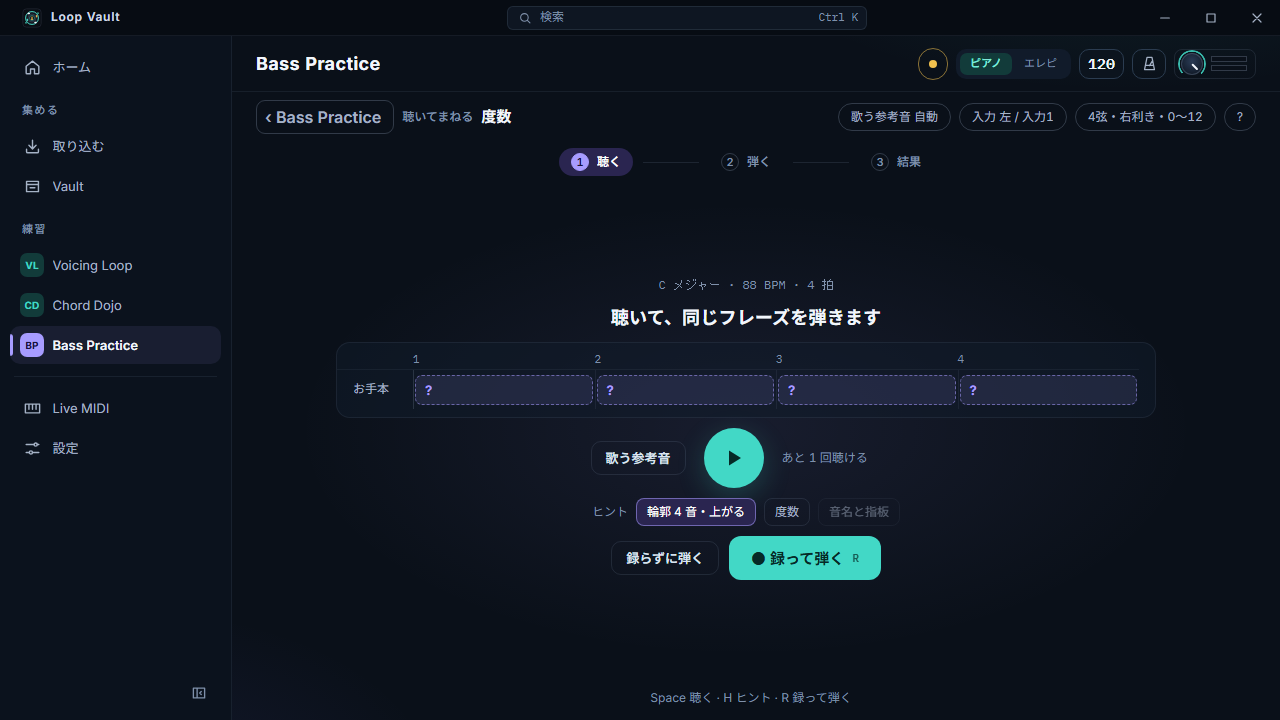 Loop Vault
検索
Ctrl K
ホーム
集める
取り込む
Vault
練習
VL Voicing Loop
CD Chord Dojo
BP Bass Practice
Live MIDI
設定
Bass Practice
ピアノ エレピ
120
‹ Bass Practice 聴いてまねる 度数
歌う参考音 自動 入力 左 / 入力1 4弦・右利き・0〜12 ?
1 聴く 2 弾く 3 結果
C メジャー · 88 BPM · 4 拍
聴いて、同じフレーズを弾きます
1 2 3 4
お手本 ? ? ? ?
歌う参考音 あと 1 回聴ける
ヒント 輪郭 4 音・上がる 度数 音名と指板
録らずに弾く 録って弾く R
Space 聴く · H ヒント · R 録って弾く